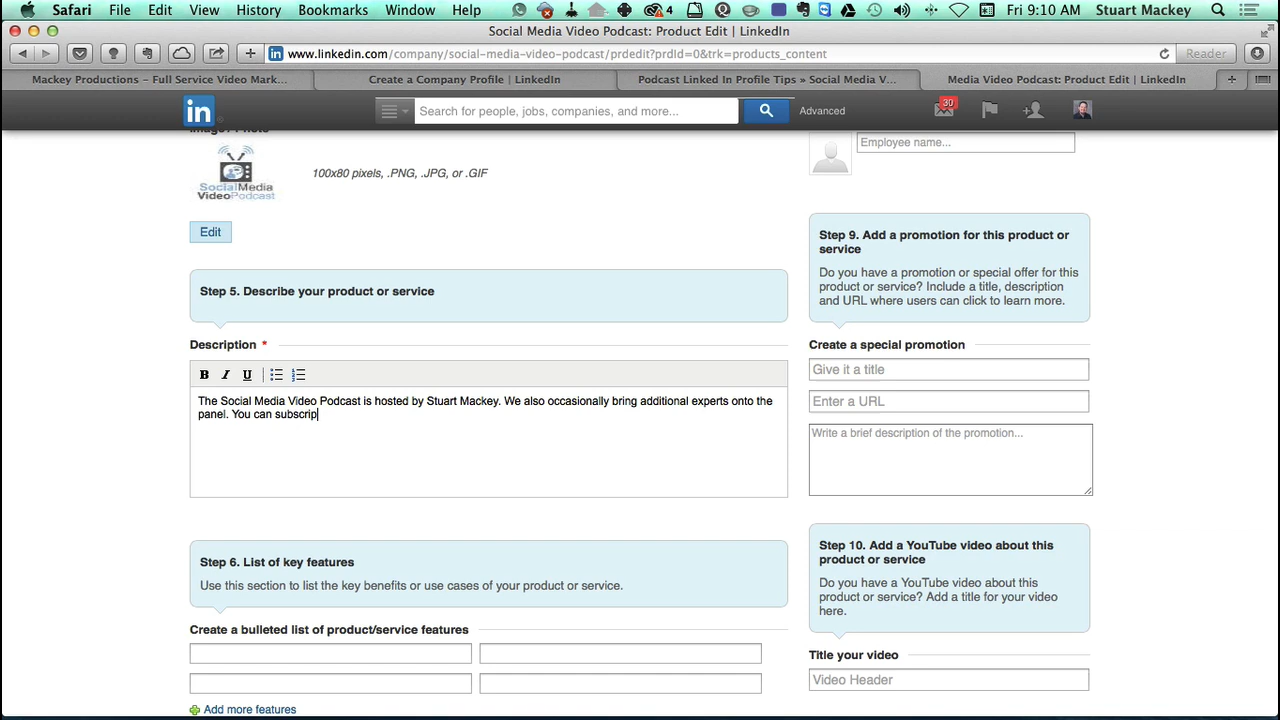 Safari File Edit View History Bookmarks Window Help 4 Fri 9:10 AM Stuart Mackey
Social Media Video Podcast: Product Edit | LinkedIn
www.linkedin.com/company/social-media-video-podcast/prdedit?prdId=0&trk=products_content Reader
Mackey Productions – Full Service Video Mark... Create a Company Profile | LinkedIn Podcast Linked In Profile Tips » Social Media V... Media Video Podcast: Product Edit | LinkedIn
in Search for people, jobs, companies, and more... Advanced 30
SocialMedia
VideoPodcast
100x80 pixels, .PNG, .JPG, or .GIF
Edit
Step 5. Describe your product or service
Description *
B I U
The Social Media Video Podcast is hosted by Stuart Mackey. We also occasionally bring additional experts onto the
panel. You can subscrip
Step 6. List of key features
Use this section to list the key benefits or use cases of your product or service.
Create a bulleted list of product/service features
Add more features
Employee name...
Step 9. Add a promotion for this product or
service
Do you have a promotion or special offer for this
product or service? Include a title, description
and URL where users can click to learn more.
Create a special promotion
Give it a title
Enter a URL
Write a brief description of the promotion...
Step 10. Add a YouTube video about this
product or service
Do you have a YouTube video about this
product or service? Add a title for your video
here.
Title your video
Video Header